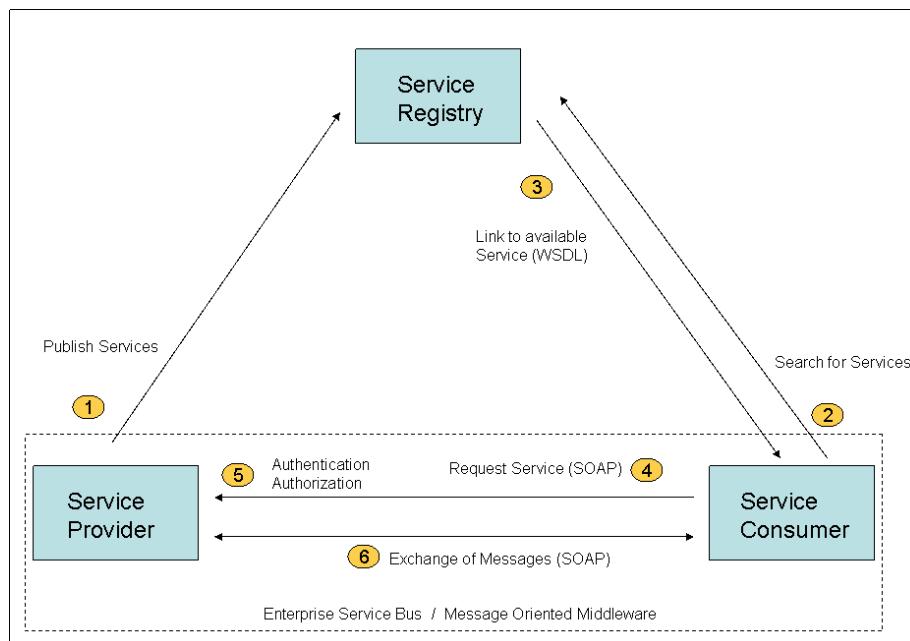 Service
Registry
3
Link to available
Service (WSDL)
Publish Services
Search for Services
1
2
5
Authentication
Authorization
Request Service (SOAP)
4
Service
Provider
Service
Consumer
6
Exchange of Messages (SOAP)
Enterprise Service Bus / Message Oriented Middleware